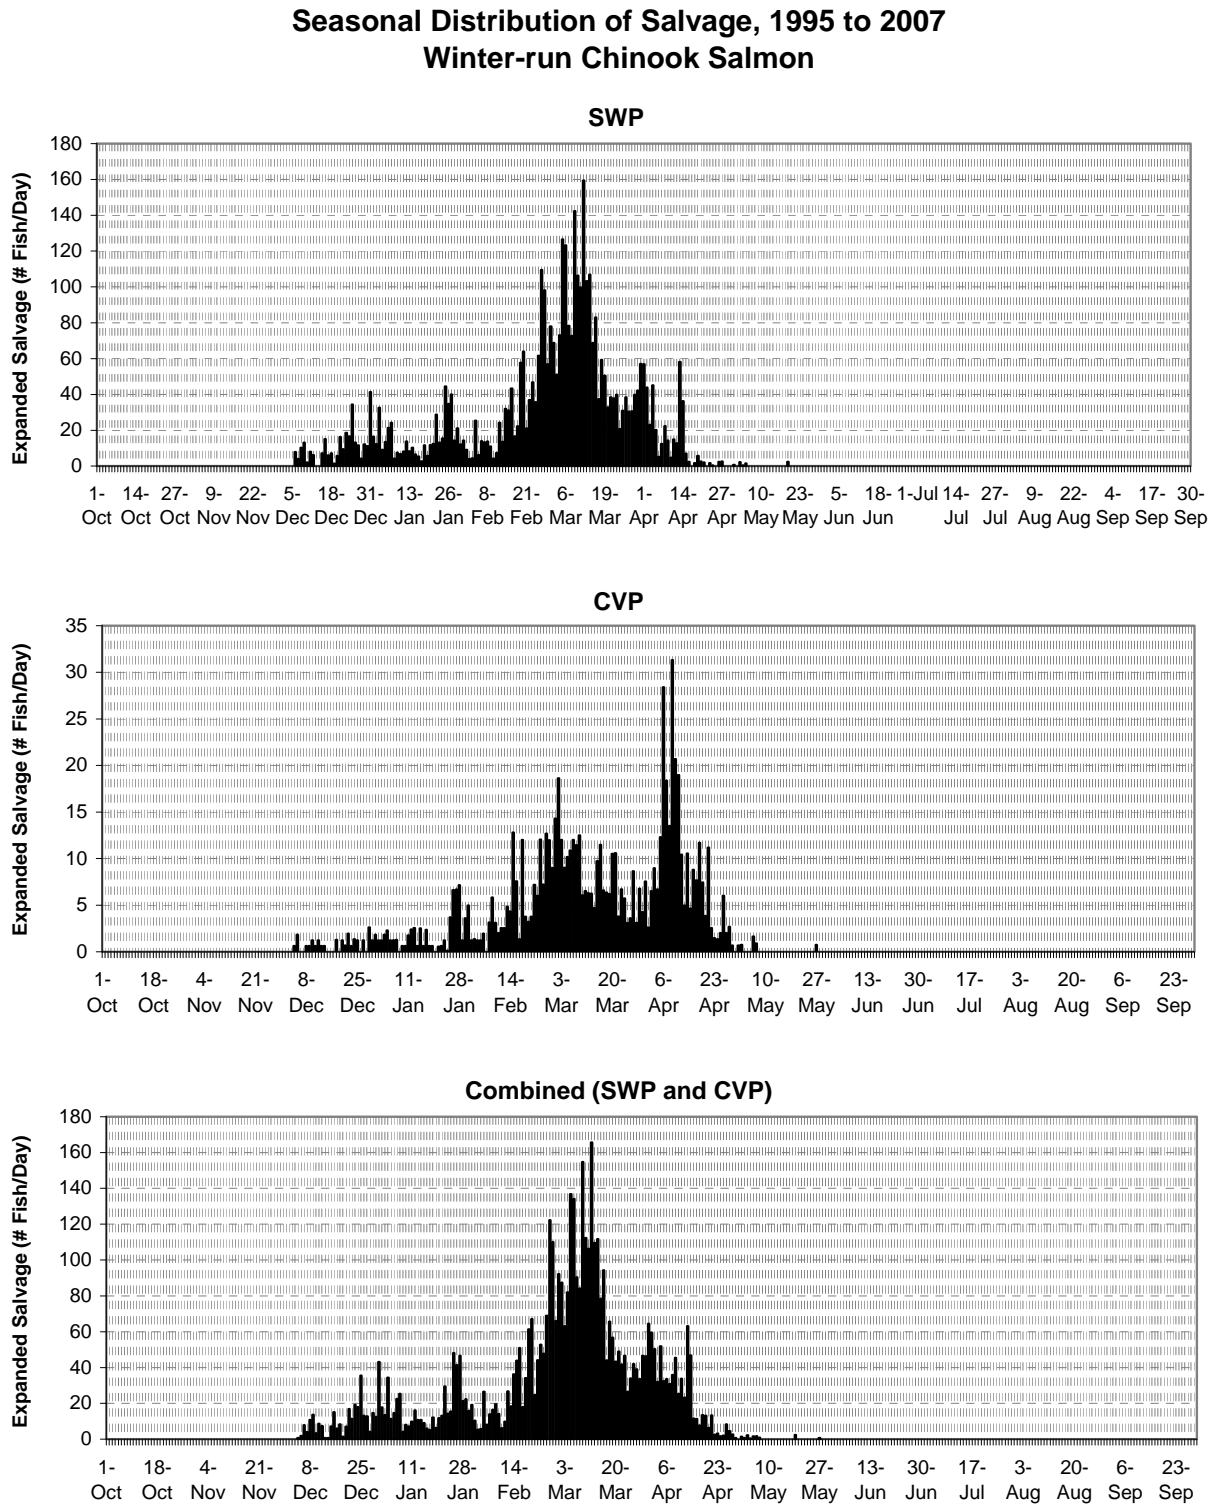 Seasonal Distribution of Salvage, 1995 to 2007
Winter-run Chinook Salmon
SWP
Expanded Salvage (# Fish/Day)
180
160
140
120
100
80
60
40
20
0
1- 14- 27- 9- 22- 5- 18- 31- 13- 26- 8- 21- 6- 19- 1- 14- 27- 10- 23- 5- 18- 1-Jul 14- 27- 9- 22- 4- 17- 30-
Oct Oct Oct Nov Nov Dec Dec Dec Jan Jan Feb Feb Mar Mar Apr Apr Apr May May Jun Jun Jul Jul Aug Aug Sep Sep Sep
CVP
Expanded Salvage (# Fish/Day)
35
30
25
20
15
10
5
0
1- 18- 4- 21- 8- 25- 11- 28- 14- 3- 20- 6- 23- 10- 27- 13- 30- 17- 3- 20- 6- 23-
Oct Oct Nov Nov Dec Dec Jan Jan Feb Mar Mar Apr Apr May May Jun Jun Jul Aug Aug Sep Sep
Combined (SWP and CVP)
Expanded Salvage (# Fish/Day)
180
160
140
120
100
80
60
40
20
0
1- 18- 4- 21- 8- 25- 11- 28- 14- 3- 20- 6- 23- 10- 27- 13- 30- 17- 3- 20- 6- 23-
Oct Oct Nov Nov Dec Dec Jan Jan Feb Mar Mar Apr Apr May May Jun Jun Jul Aug Aug Sep Sep